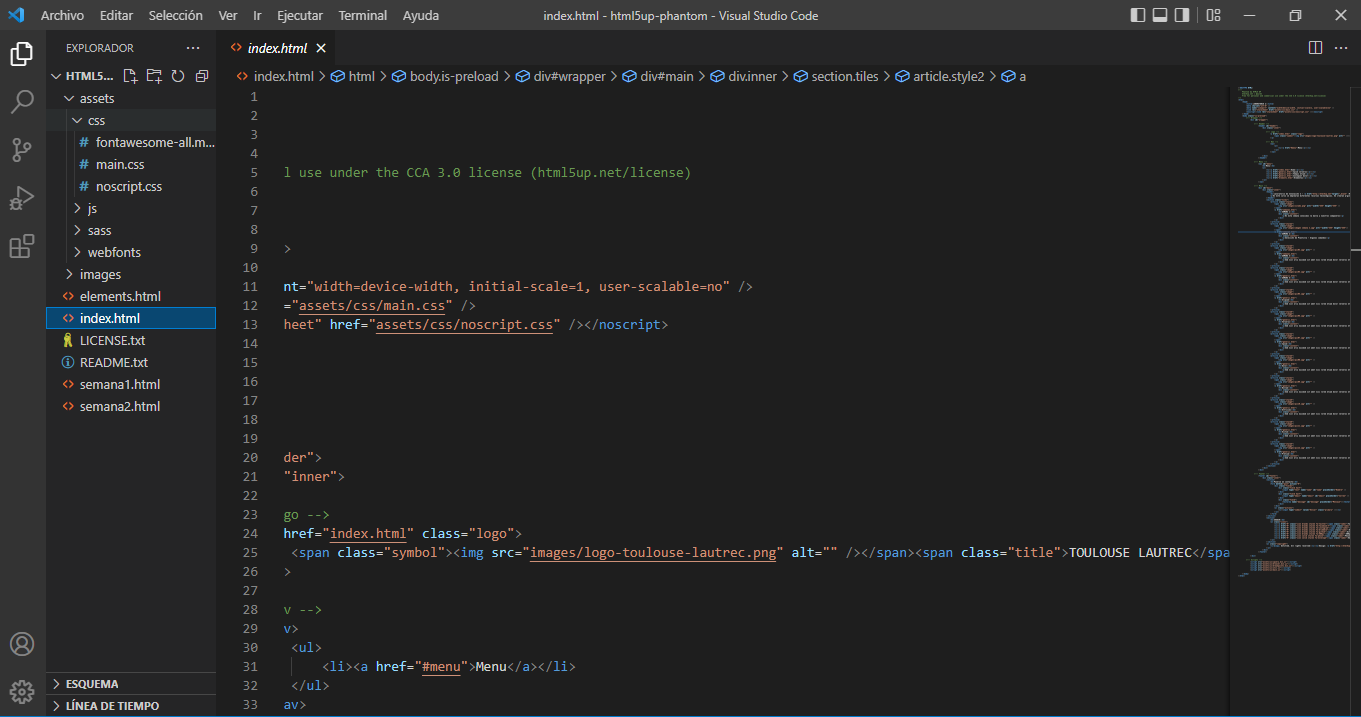 Archivo Editar Selección Ver Ir Ejecutar Terminal Ayuda
index.html - html5up-phantom - Visual Studio Code
EXPLORADOR
HTML5...
assets
css
# fontawesome-all.m...
# main.css
# noscript.css
js
sass
webfonts
images
<> elements.html
<> index.html
LICENSE.txt
README.txt
<> semana1.html
<> semana2.html
ESQUEMA
LÍNEA DE TIEMPO
<> index.html
<> index.html > html > body.is-preload > div#wrapper > div#main > div.inner > section.tiles > article.style2 > a
1
2
3
4
5 l use under the CCA 3.0 license (html5up.net/license)
6
7
8
9 >
10
11 nt="width=device-width, initial-scale=1, user-scalable=no" />
12 ="assets/css/main.css" />
13 heet" href="assets/css/noscript.css" /></noscript>
14
15
16
17
18
19
20 der">
21 "inner">
22
23 go -->
24 href="index.html" class="logo">
25 <span class="symbol"><img src="images/logo-toulouse-lautrec.png" alt="" /></span><span class="title">TOULOUSE LAUTREC</spa
26 >
27
28 v -->
29 v>
30 <ul>
31 <li><a href="#menu">Menu</a></li>
32 </ul>
33 av>